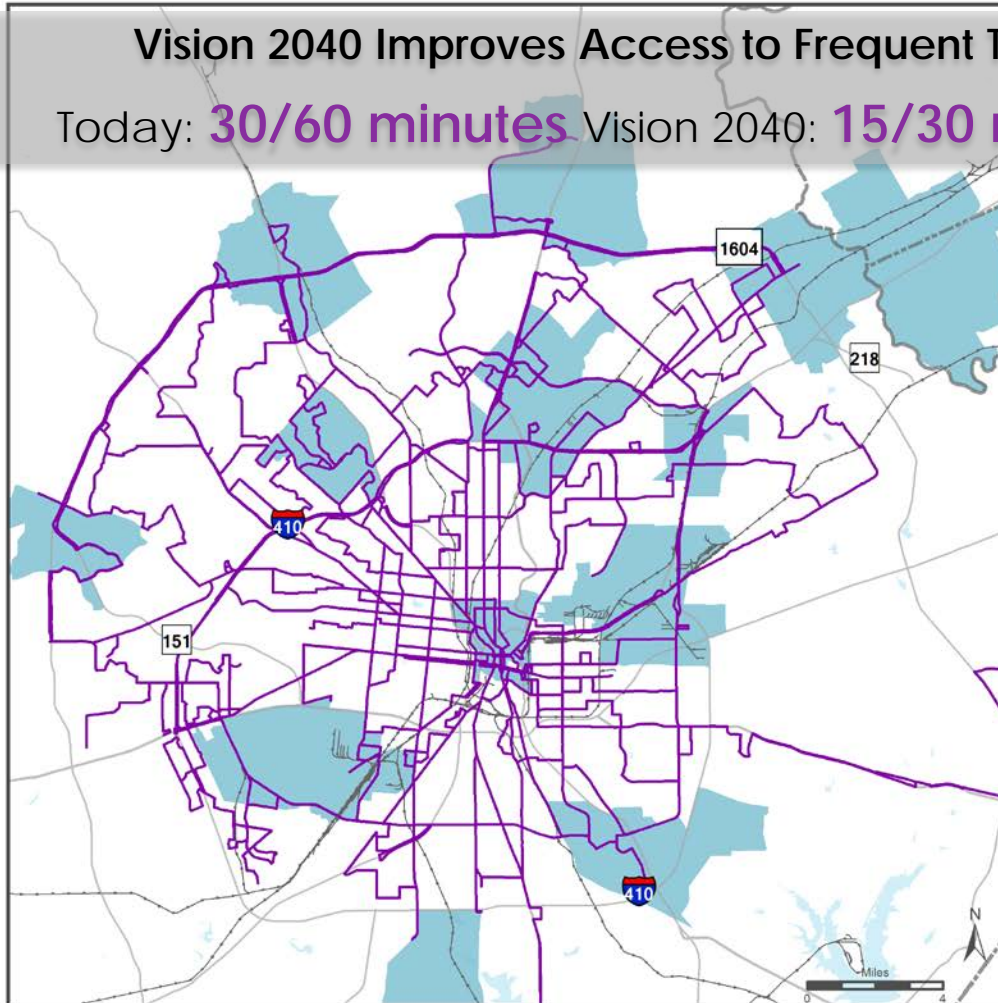 Vision 2040 Improves Access to Frequent T
Today: 30/60 minutes Vision 2040: 15/30
1604
218
410
151
410
N
Miles
0 4